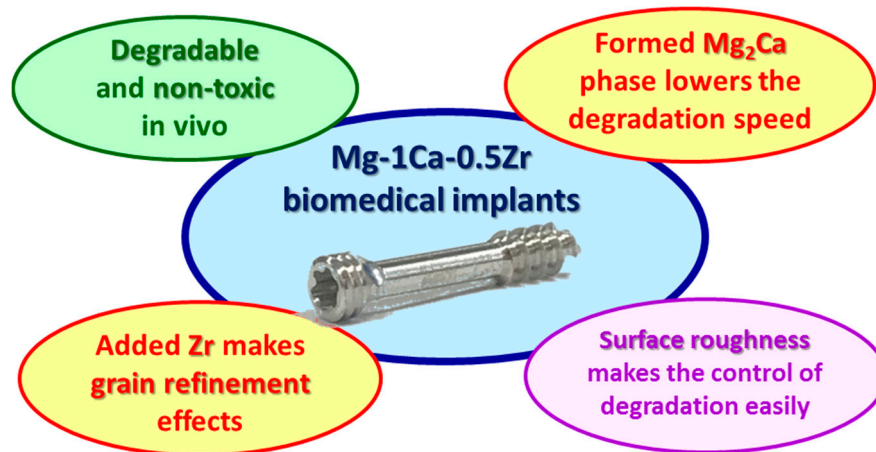 Degradable
and non-toxic
in vivo
Formed Mg₂Ca
phase lowers the
degradation speed
Mg-1Ca-0.5Zr
biomedical implants
Added Zr makes
grain refinement
effects
Surface roughness
makes the control of
degradation easily